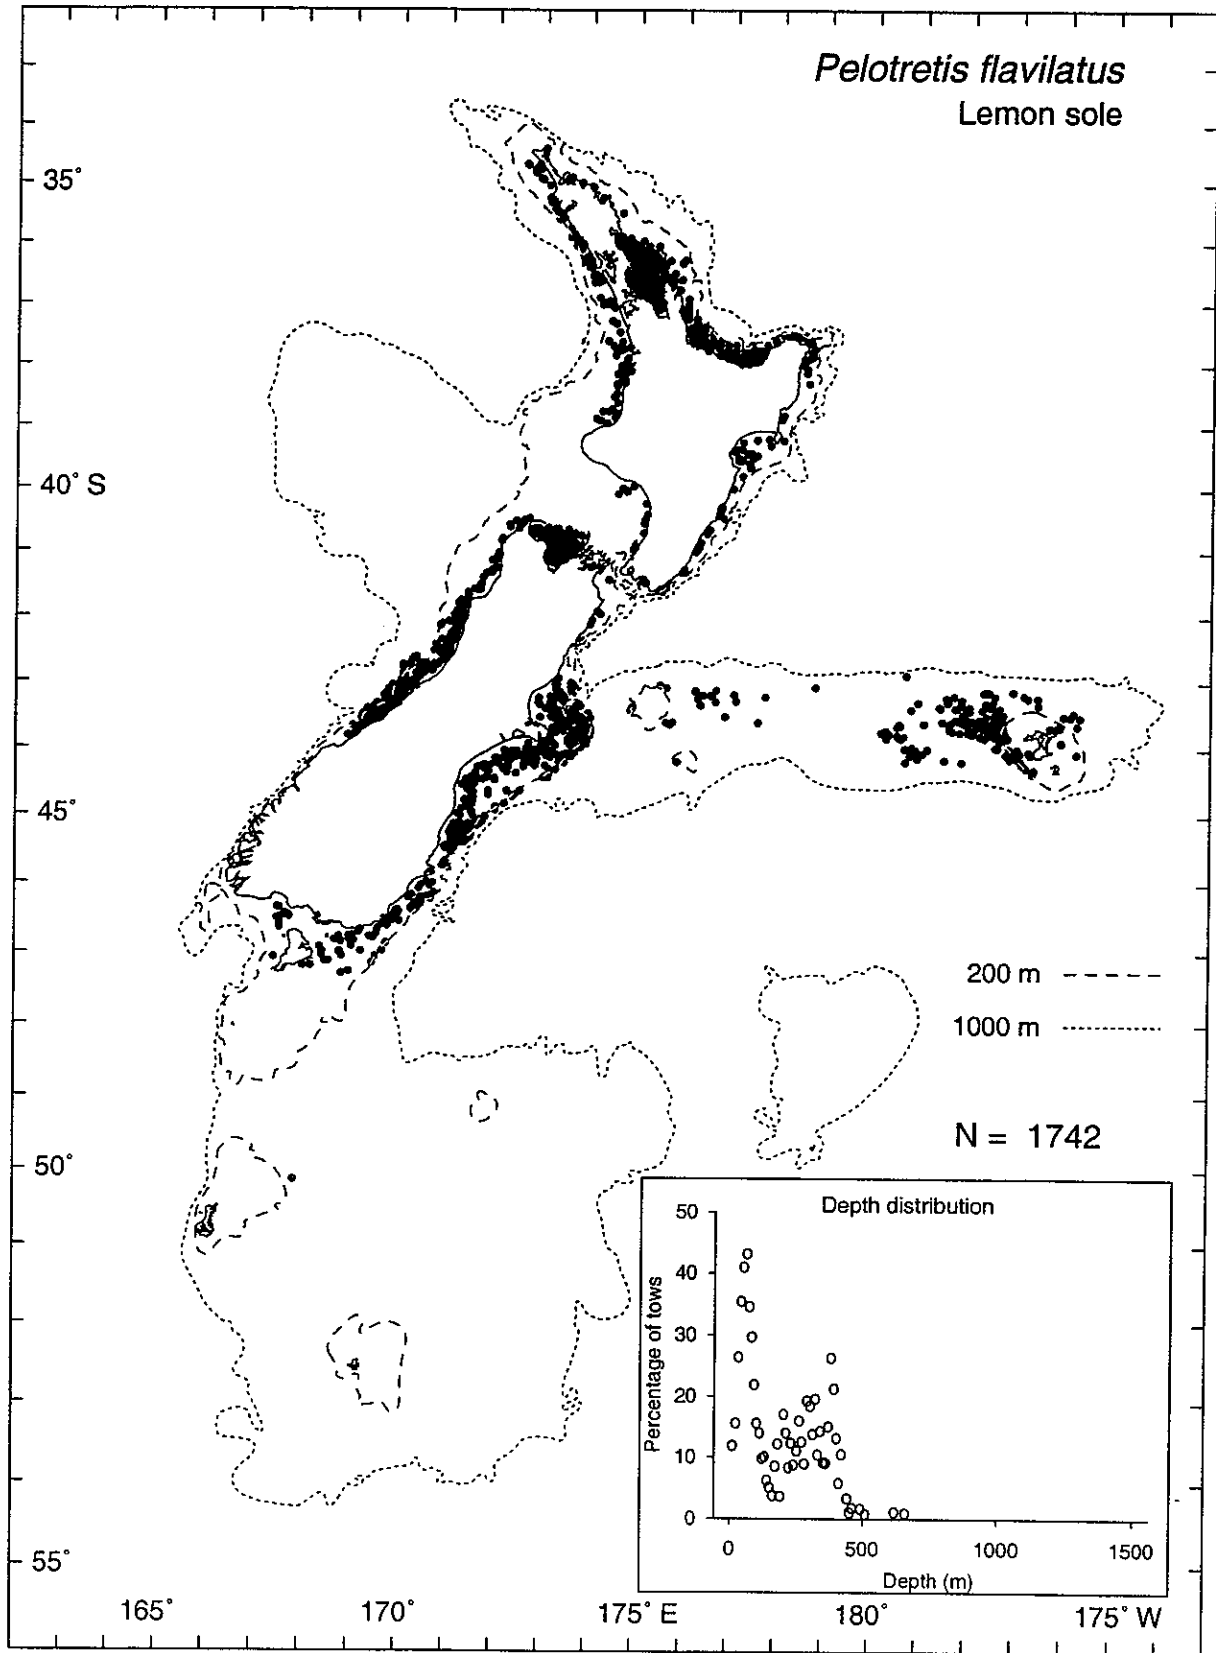 Pelotretis flavilatus
Lemon sole
35°
40° S
45°
50°
55°
165°
170°
175° E
180°
175° W
200 m
1000 m
N = 1742
Depth distribution
Percentage of tows
50
40
30
20
10
0
0
500
1000
1500
Depth (m)